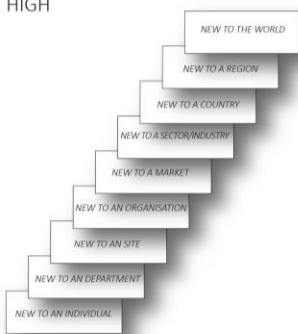 HIGH
NEW TO THE WORLD
NEW TO A REGION
NEW TO A COUNTRY
NEW TO A SECTOR/INDUSTRY
NEW TO A MARKET
NEW TO AN ORGANISATION
NEW TO AN SITE
NEW TO AN DEPARTMENT
NEW TO AN INDIVIDUAL